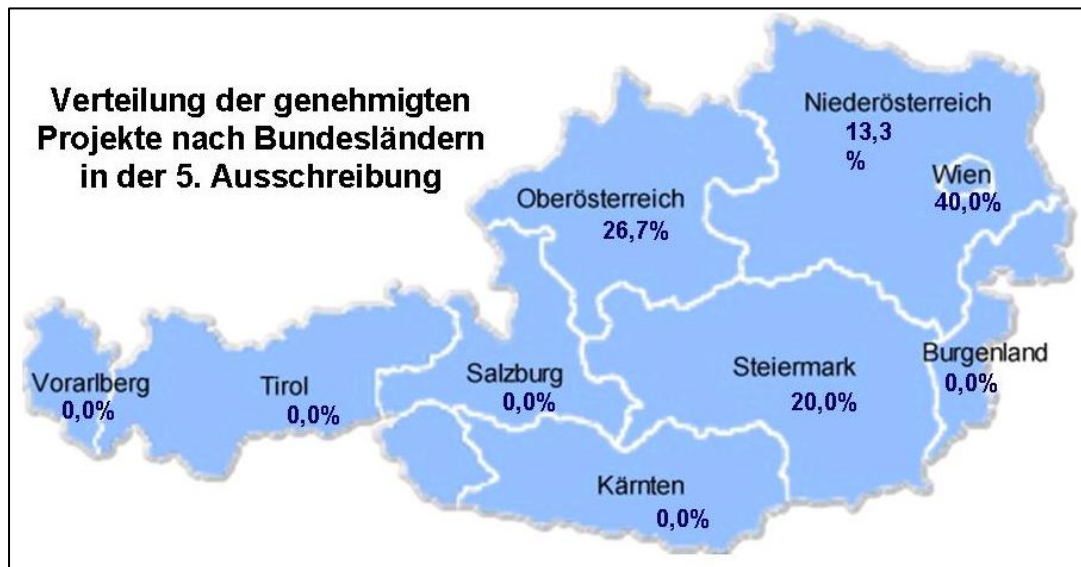 Verteilung der genehmigten
Projekte nach Bundesländern
in der 5. Ausschreibung
Niederösterreich
13,3
%
Wien
40,0%
Oberösterreich
26,7%
Vorarlberg
0,0%
Tirol
0,0%
Salzburg
0,0%
Steiermark
20,0%
Burgenland
0,0%
Kärnten
0,0%